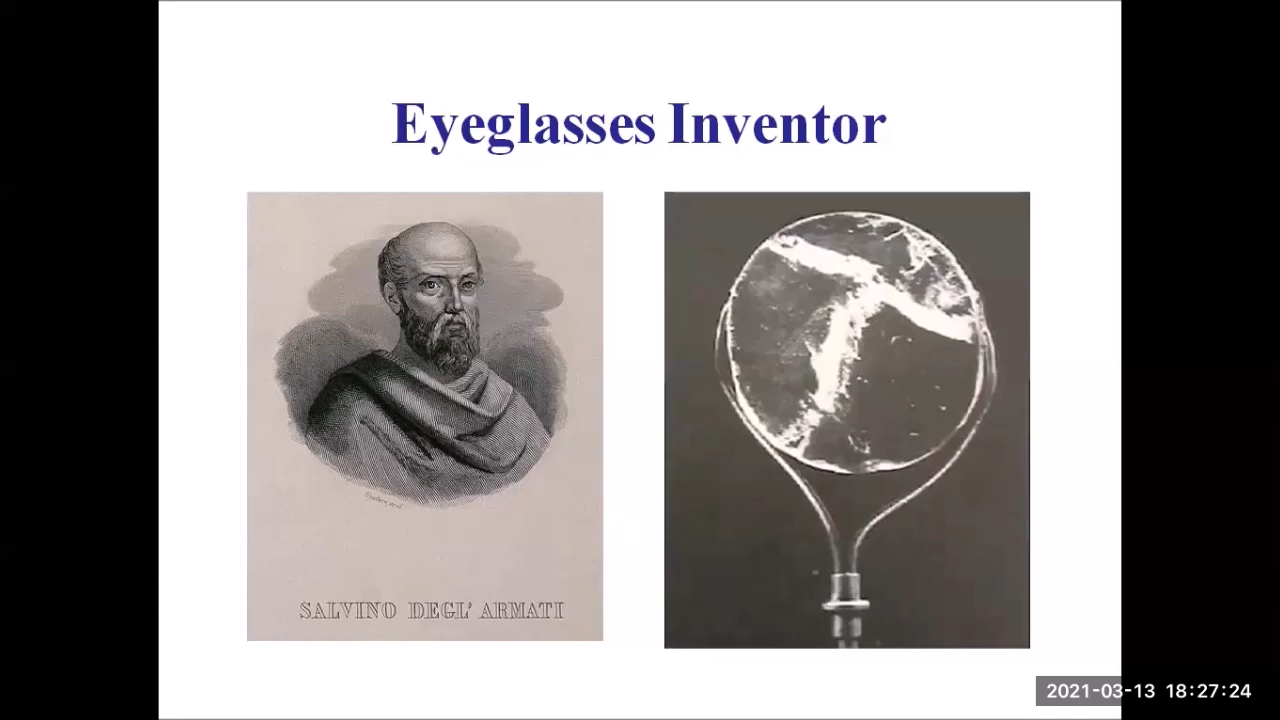 Eyeglasses Inventor
SALVINO DEGL' ARMATI
2021-03-13 18:27:24